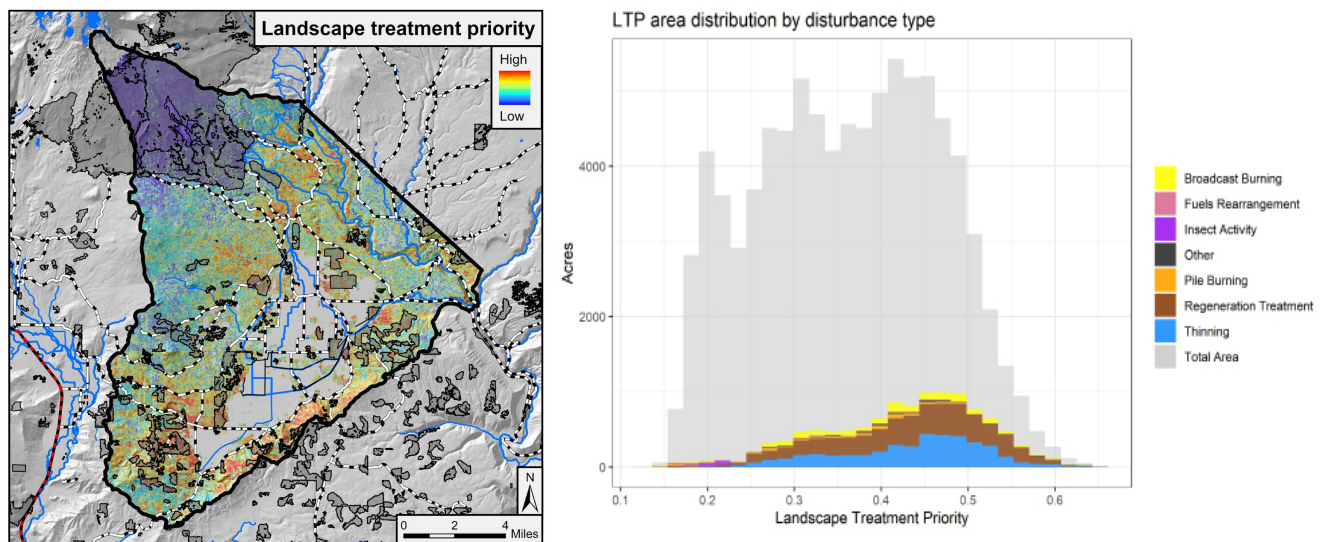 Landscape treatment priority
High
Low
N
0 2 4
Miles
LTP area distribution by disturbance type
Acres
4000
2000
0
0.1 0.2 0.3 0.4 0.5 0.6
Landscape Treatment Priority
Broadcast Burning
Fuels Rearrangement
Insect Activity
Other
Pile Burning
Regeneration Treatment
Thinning
Total Area